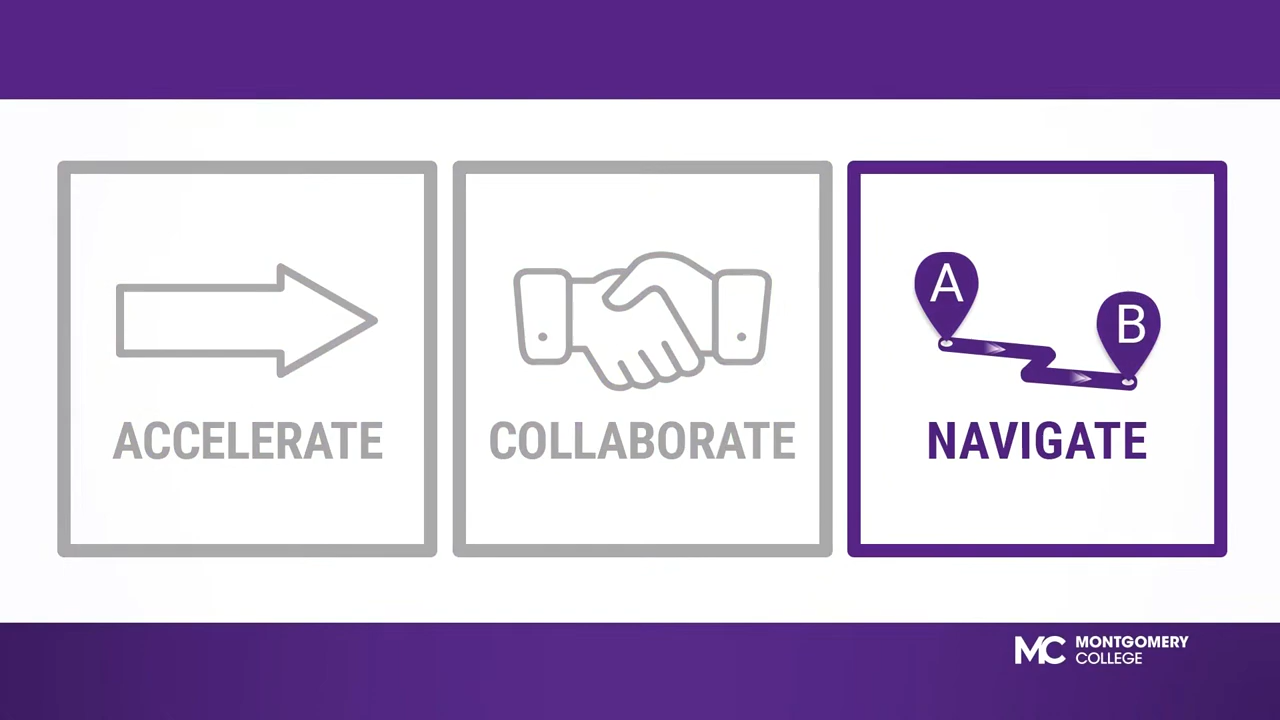 A
B
ACCELERATE
COLLABORATE
NAVIGATE
MC
MONTGOMERY
COLLEGE